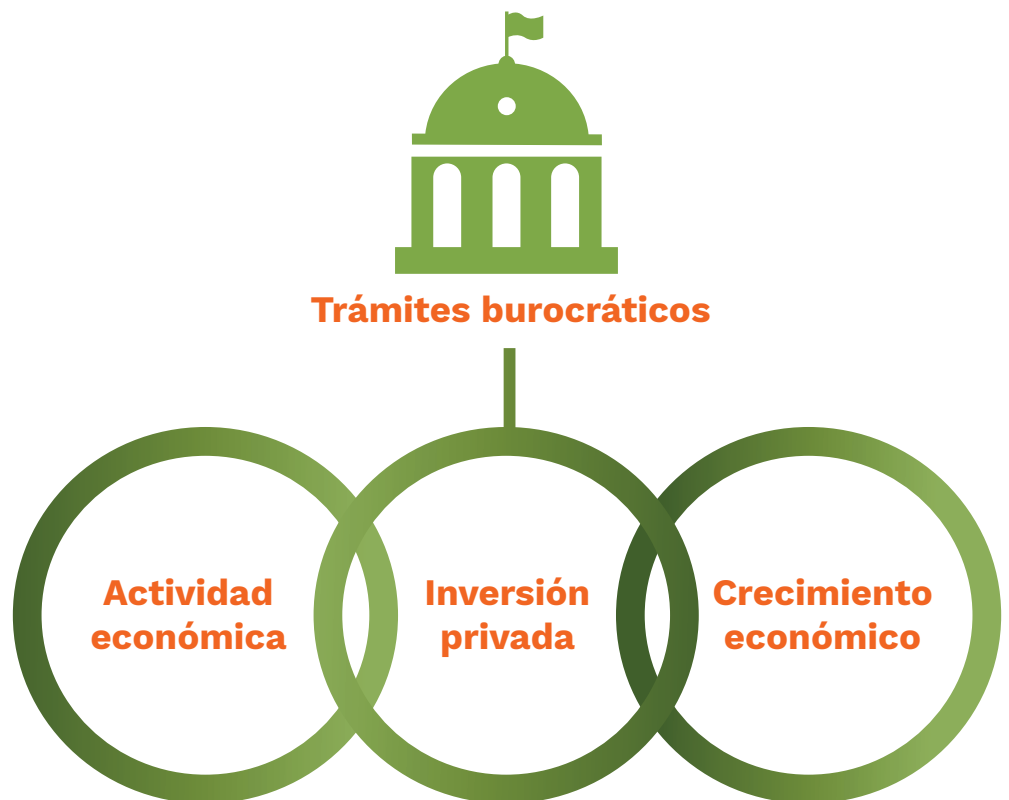 Trámites burocráticos
Actividad
económica
Inversión
privada
Crecimiento
económico